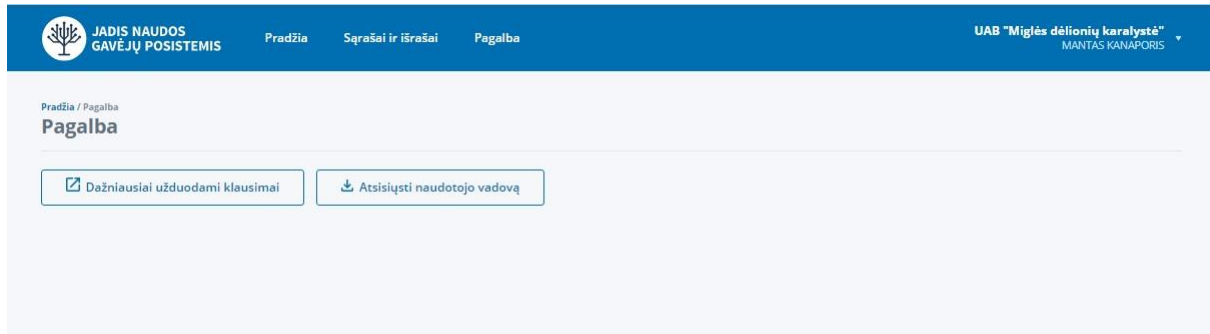 JADIS NAUDOS
GAVĖJŲ POSISTEMIS
Pradžia
Sąrašai ir išrašai
Pagalba
UAB "Miglės dėlionių karalystė"
MANTAS KANAPORIS
Pradžia / Pagalba
Pagalba
Dažniausiai užduodami klausimai
Atsisiųsti naudotojo vadovą